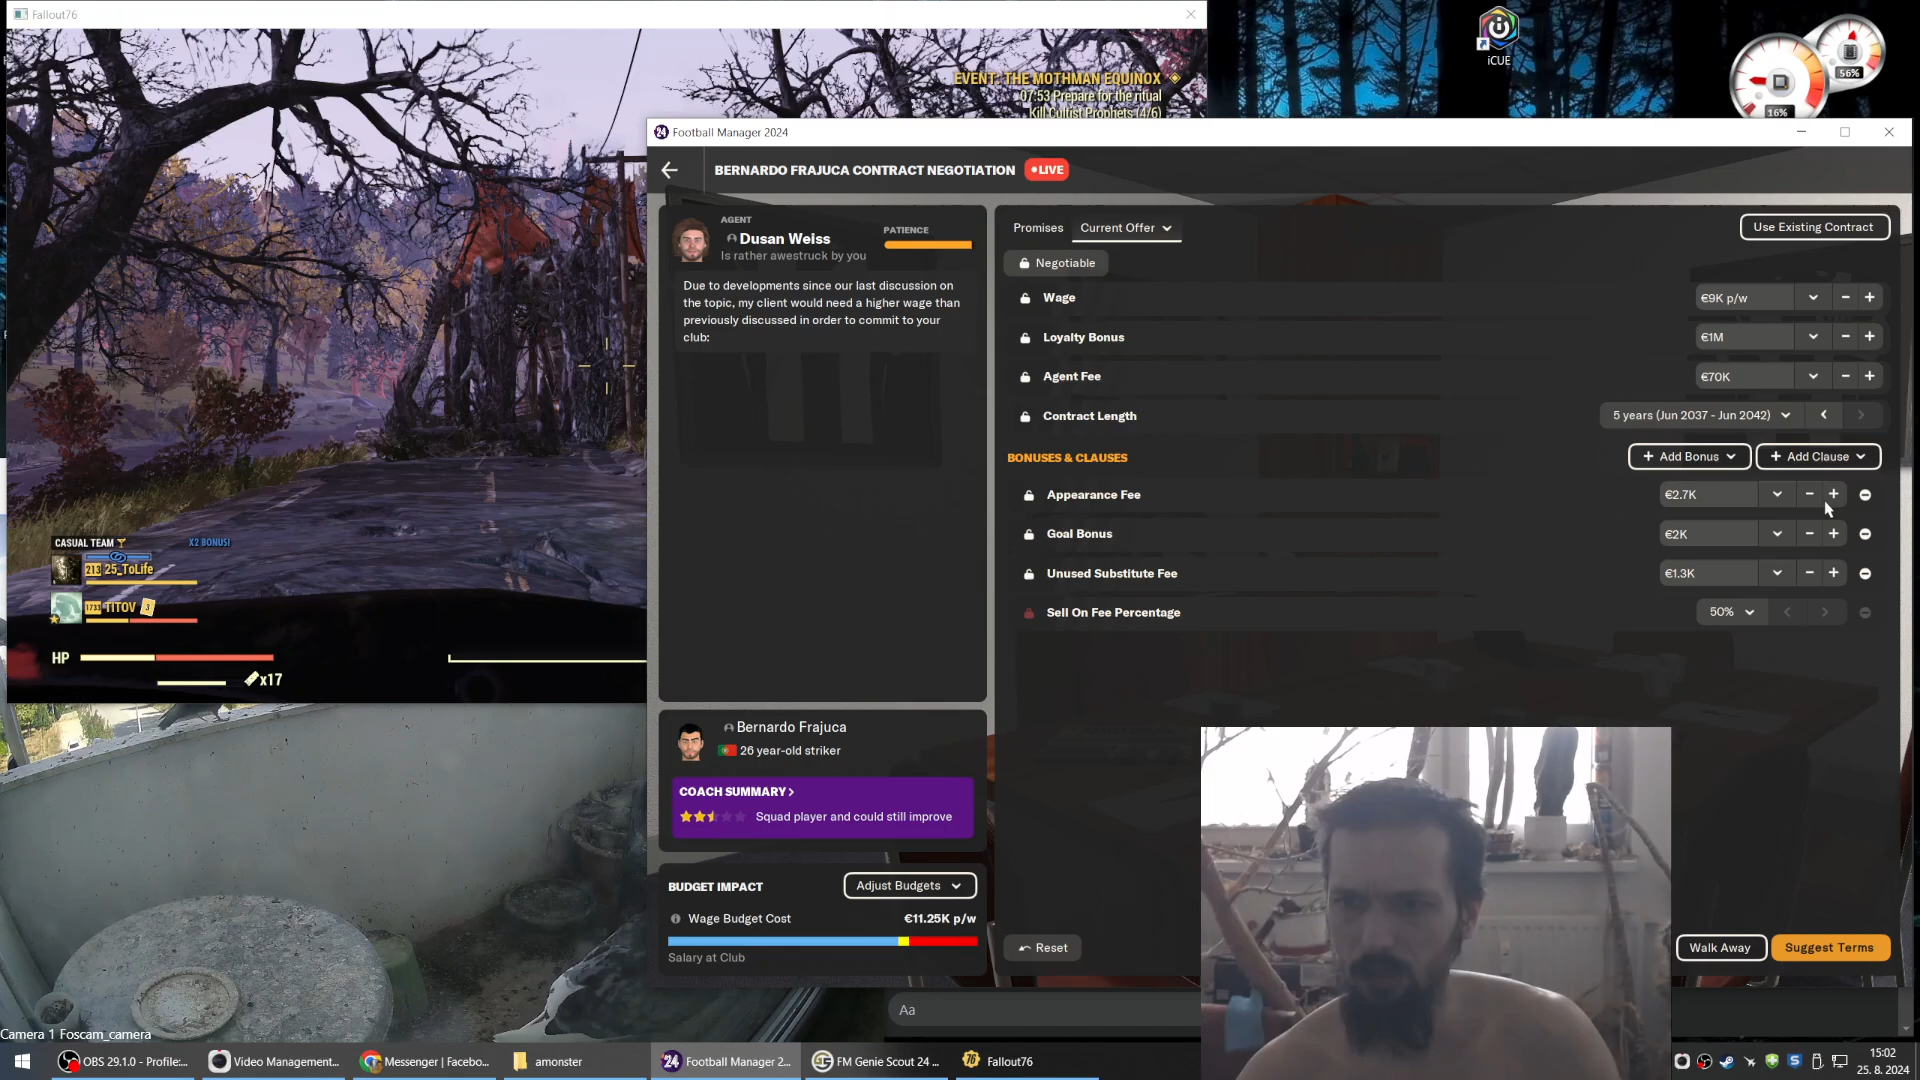 Fallout76
EVENT: THE MOTHMAN EQUINOX
07:53 Prepare for the ritual
Kill Cultist Prophets (4/6)
iCUE
56%
16%
Football Manager 2024
BERNARDO FRAJUCA CONTRACT NEGOTIATION
LIVE
AGENT
Dusan Weiss
Is rather awestruck by you
PATIENCE
Due to developments since our last discussion on
the topic, my client would need a higher wage than
previously discussed in order to commit to your
club:
Promises
Current Offer
Use Existing Contract
Negotiable
Wage
€9K p/w
Loyalty Bonus
€1M
Agent Fee
€70K
Contract Length
5 years (Jun 2037 - Jun 2042)
BONUSES & CLAUSES
+ Add Bonus
+ Add Clause
Appearance Fee
€2.7K
Goal Bonus
€2K
Unused Substitute Fee
€1.3K
Sell On Fee Percentage
50%
CASUAL TEAM
X2 BONUS!
213 25_ToLife
1733 TITOV 3
HP
x17
Bernardo Frajuca
26 year-old striker
COACH SUMMARY >
Squad player and could still improve
BUDGET IMPACT
Adjust Budgets
Wage Budget Cost
€11.25K p/w
Salary at Club
Reset
Walk Away
Suggest Terms
Aa
Camera 1 Foscam_camera
OBS 29.1.0 - Profile:...
Video Management...
Messenger | Facebo...
amonster
24
Football Manager 2...
FM Genie Scout 24 ...
76
Fallout76
15:02
25. 8. 2024